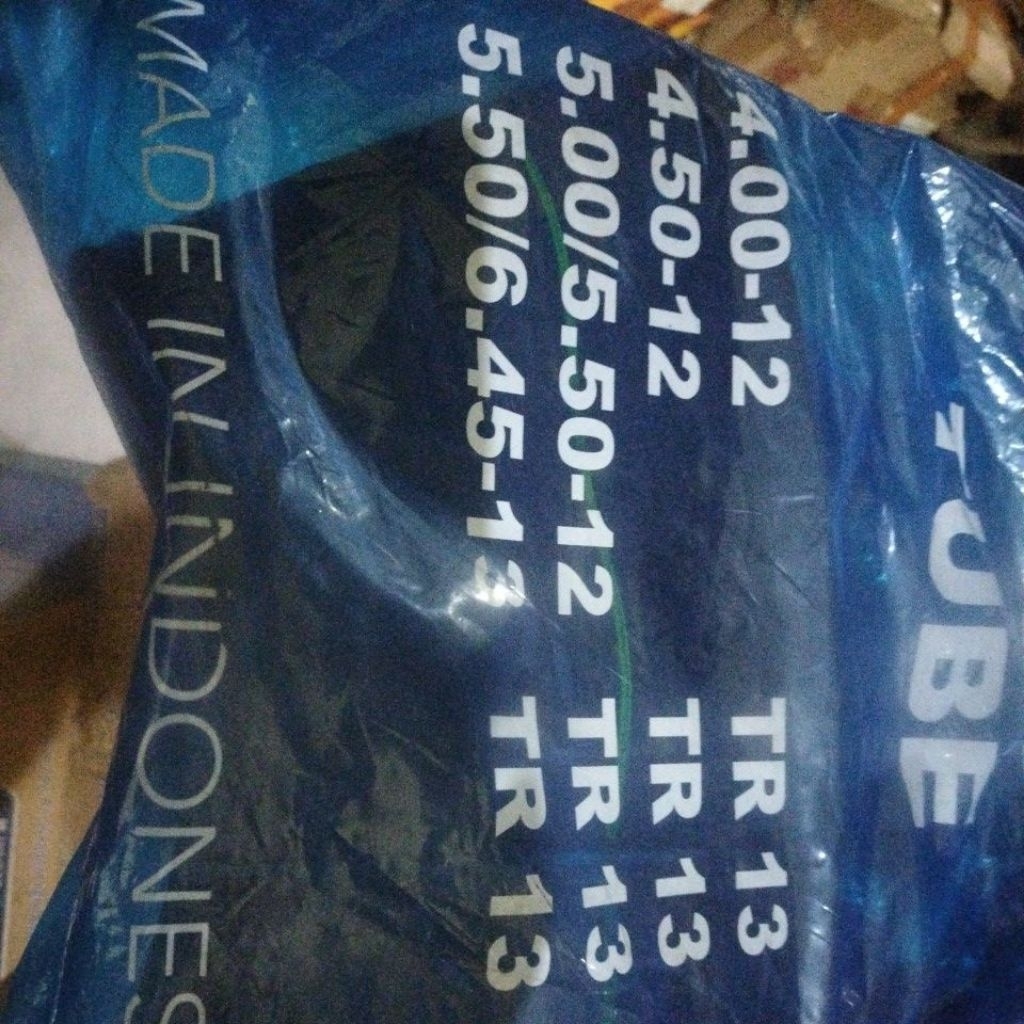 TUBE
4.00-12 TR 13
4.50-12 TR 13
5.00/5.50-12 TR 13
5.50/6.45-13 TR 13
MADE IN INDONES